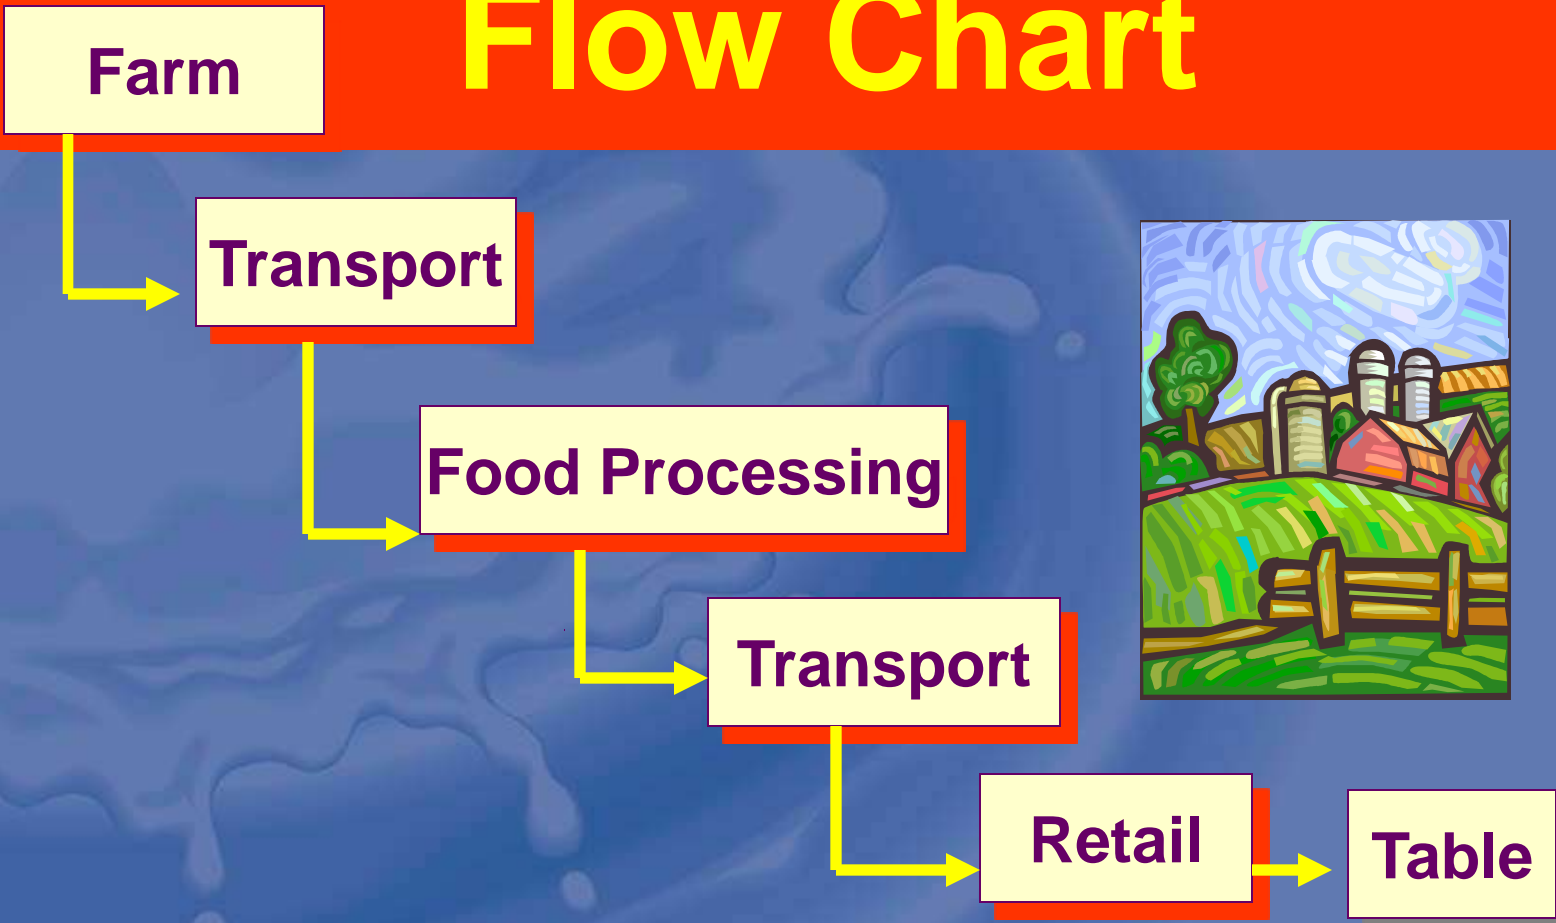 Flow Chart
Farm
Transport
Food Processing
Transport
Retail
Table